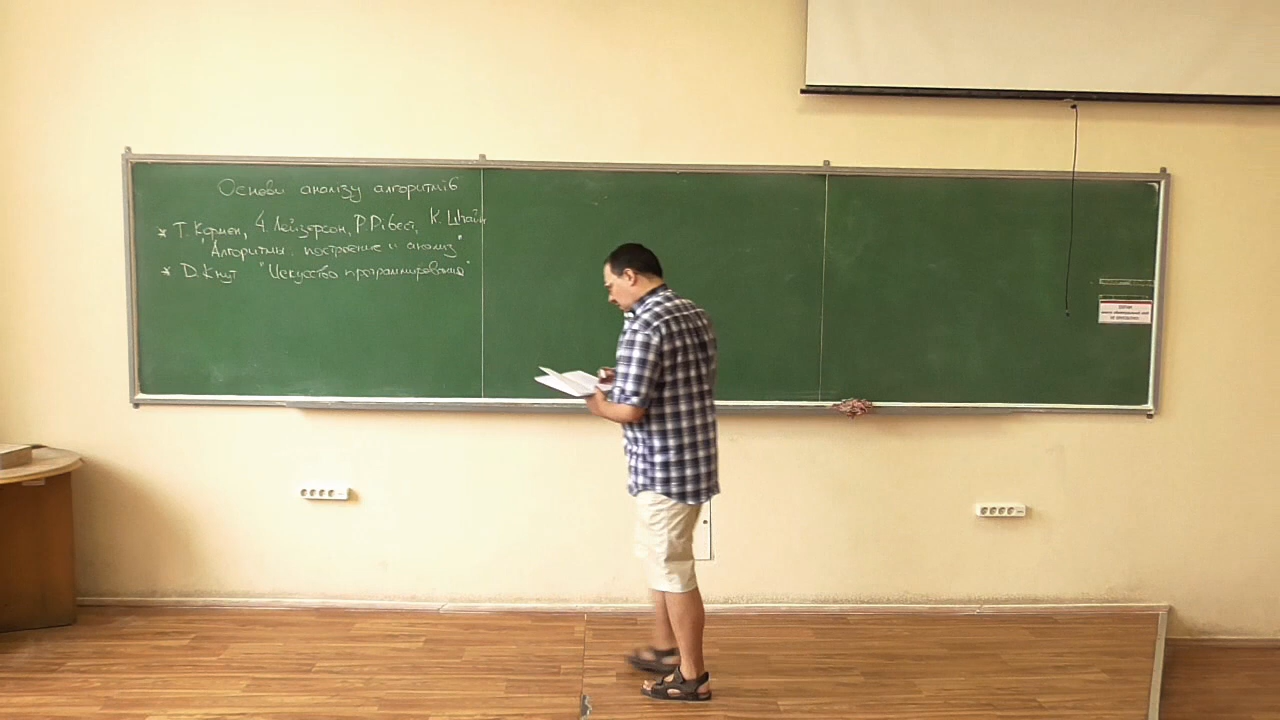 Основи аналізу алгоритмів
* Т. Кормен, Ч. Лейзерсон, Р. Рівест, К. Штайн
"Алгоритмы: построение и анализ"
* D. Кнут "Искусство программирования"